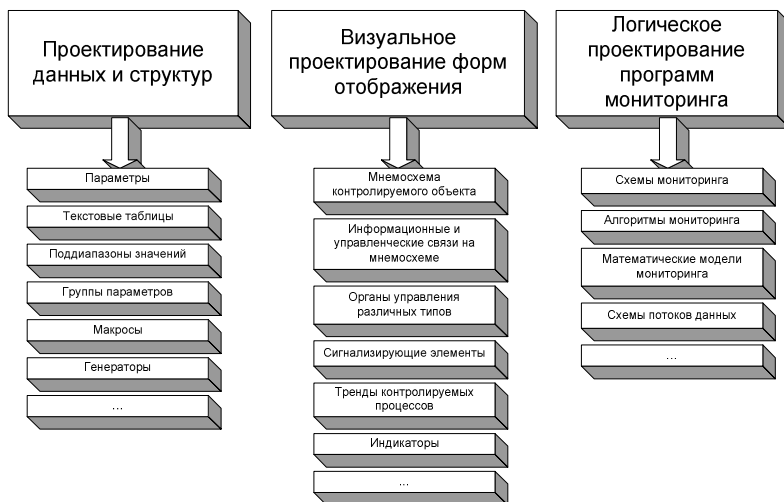 Проектирование
данных и структур
Параметры
Текстовые таблицы
Поддиапазоны значений
Группы параметров
Макросы
Генераторы
...
Визуальное
проектирование форм
отображения
Мнемосхема
контролируемого объекта
Информационные и
управленческие связи на
мнемосхеме
Органы управления
различных типов
Сигнализирующие элементы
Тренды контролируемых
процессов
Индикаторы
...
Логическое
проектирование
программ
мониторинга
Схемы мониторинга
Алгоритмы мониторинга
Математические модели
мониторинга
Схемы потоков данных
...